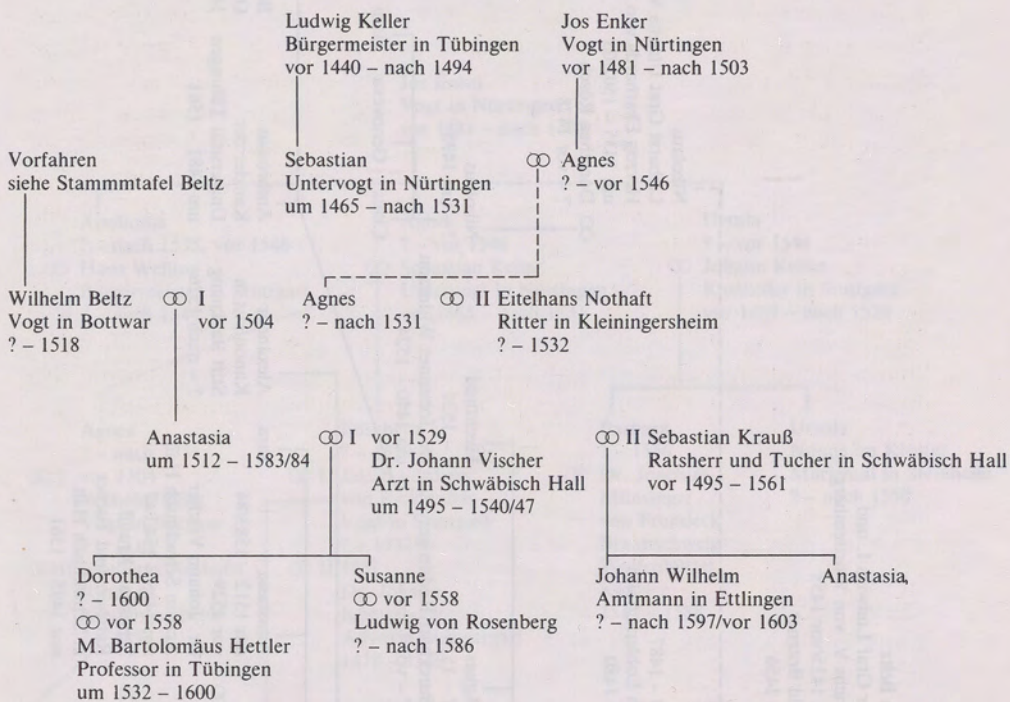 Ludwig Keller
Bürgermeister in Tübingen
vor 1440 – nach 1494
Jos Enker
Vogt in Nürtingen
vor 1481 – nach 1503
Vorfahren
siehe Stammmtafel Beltz
Sebastian
Untervogt in Nürtingen
um 1465 – nach 1531
⚭ Agnes
? – vor 1546
Wilhelm Beltz
Vogt in Bottwar
? – 1518
⚭ I
vor 1504
Agnes
? – nach 1531
⚭ II Eitelhans Nothaft
Ritter in Kleiningersheim
? – 1532
Anastasia
um 1512 – 1583/84
⚭ I vor 1529
Dr. Johann Vischer
Arzt in Schwäbisch Hall
um 1495 – 1540/47
⚭ II Sebastian Krauß
Ratsherr und Tucher in Schwäbisch Hall
vor 1495 – 1561
Dorothea
? – 1600
⚭ vor 1558
M. Bartolomäus Hettler
Professor in Tübingen
um 1532 – 1600
Susanne
⚭ vor 1558
Ludwig von Rosenberg
? – nach 1586
Johann Wilhelm
Amtmann in Ettlingen
? – nach 1597/vor 1603
Anastasia,